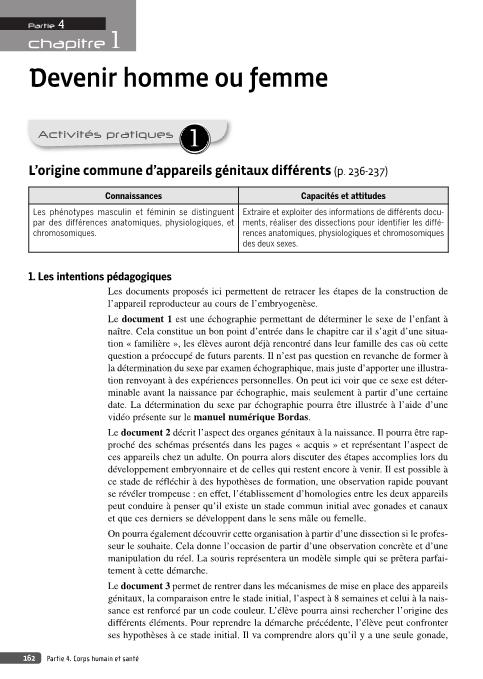 Partie 4
chapitre 1
Devenir homme ou femme
Activités pratiques 1
L'origine commune d'appareils génitaux différents (p. 236-237)
Connaissances
Capacités et attitudes
Les phénotypes masculin et féminin se distinguent
par des différences anatomiques, physiologiques, et
chromosomiques.
Extraire et exploiter des informations de différents docu-
ments, réaliser des dissections pour identifier les diffé-
rences anatomiques, physiologiques et chromosomiques
des deux sexes.
1. Les intentions pédagogiques
Les documents proposés ici permettent de retracer les étapes de la construction de
l'appareil reproducteur au cours de l'embryogenèse.
Le document 1 est une échographie permettant de déterminer le sexe de l'enfant à
naître. Cela constitue un bon point d'entrée dans le chapitre car il s'agit d'une situa-
tion « familière », les élèves auront déjà rencontré dans leur famille des cas où cette
question a préoccupé de futurs parents. Il n'est pas question en revanche de former à
la détermination du sexe par examen échographique, mais juste d'apporter une illustra-
tion renvoyant à des expériences personnelles. On peut ici voir que ce sexe est déter-
minable avant la naissance par échographie, mais seulement à partir d'une certaine
date. La détermination du sexe par échographie pourra être illustrée à l'aide d'une
vidéo présente sur le manuel numérique Bordas.
Le document 2 décrit l'aspect des organes génitaux à la naissance. Il pourra être rap-
proché des schémas présentés dans les pages « acquis » et représentant l'aspect de
ces appareils chez un adulte. On pourra alors discuter des étapes accomplies lors du
développement embryonnaire et de celles qui restent encore à venir. Il est possible à
ce stade de réfléchir à des hypothèses de formation, une observation rapide pouvant
se révéler trompeuse : en effet, l'établissement d'homologies entre les deux appareils
peut conduire à penser qu'il existe un stade commun initial avec gonades et canaux
et que ces derniers se développent dans le sens mâle ou femelle.
On pourra également découvrir cette organisation à partir d'une dissection si le profes-
seur le souhaite. Cela donne l'occasion de partir d'une observation concrète et d'une
manipulation du réel. La souris représentera un modèle simple qui se prêtera parfai-
tement à cette démarche.
Le document 3 permet de rentrer dans les mécanismes de mise en place des appareils
génitaux, la comparaison entre le stade initial, l'aspect à 8 semaines et celui à la nais-
sance est renforcé par un code couleur. L'élève pourra ainsi rechercher l'origine des
différents éléments. Pour reprendre la démarche précédente, l'élève peut confronter
ses hypothèses à ce stade initial. Il va comprendre alors qu'il y a une seule gonade,
162 Partie 4. Corps humain et santé